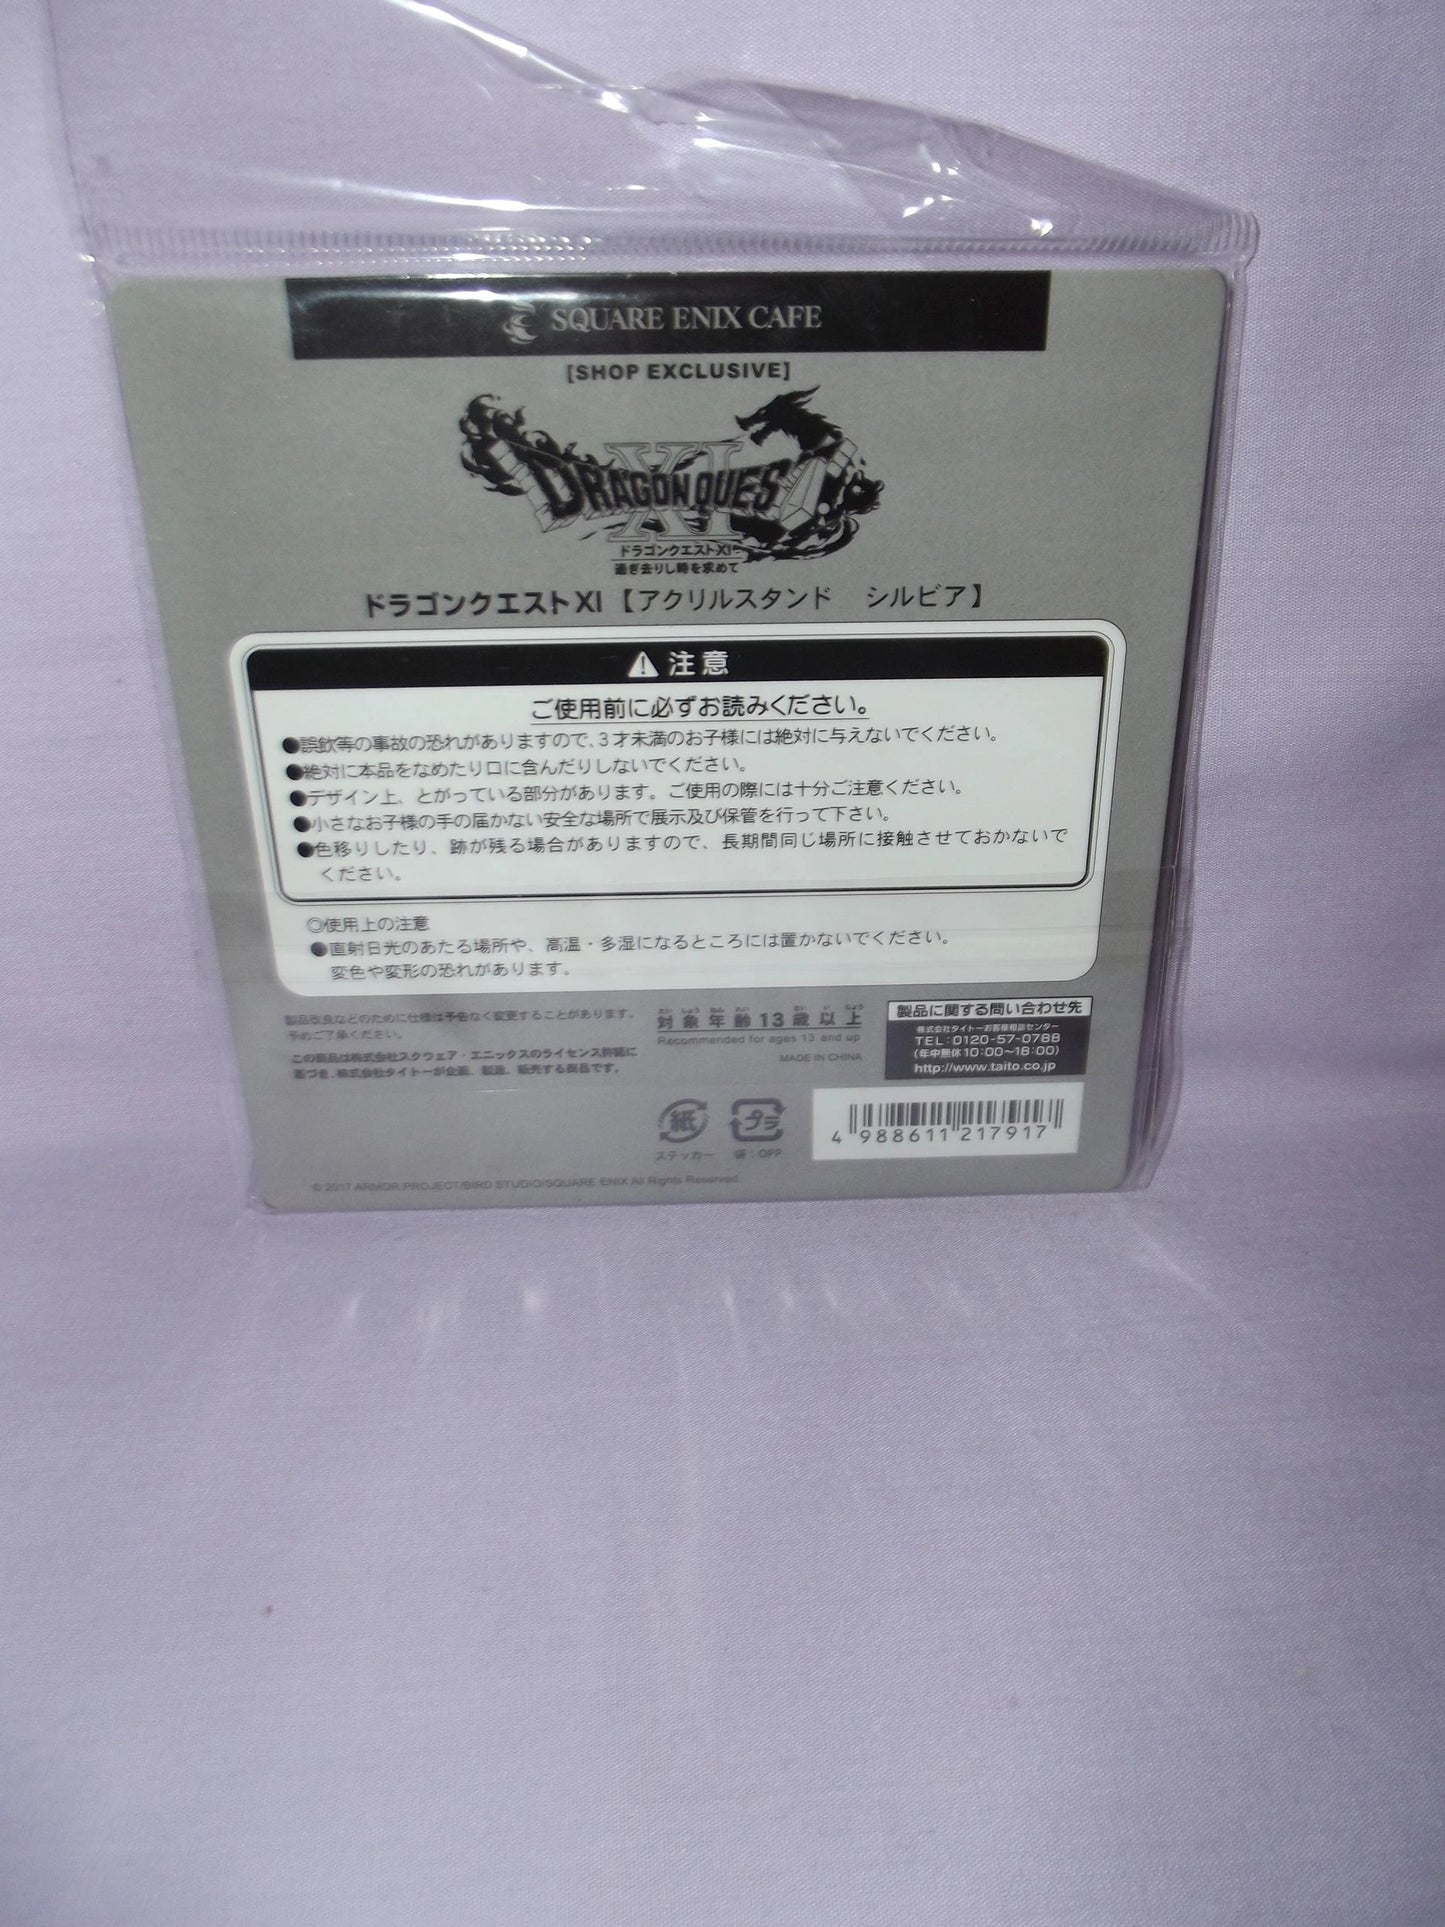 SQUARE ENIX CAFE
[SHOP EXCLUSIVE]
DRAGON QUEST XI
ドラゴンクエストXI
過ぎ去りし時を求めて
ドラゴンクエストXI【アクリルスタンド　シルビア】
⚠注意
ご使用前に必ずお読みください。
●誤飲等の事故の恐れがありますので、3才未満のお子様には絶対に与えないでください。
●絶対に本品をなめたり口に含んだりしないでください。
●デザイン上、とがっている部分があります。ご使用の際には十分ご注意ください。
●小さなお子様の手の届かない安全な場所で展示及び保管を行って下さい。
●色移りしたり、跡が残る場合がありますので、長期間同じ場所に接触させておかないで
ください。
◎使用上の注意
●直射日光のあたる場所や、高温・多湿になるところには置かないでください。
変色や変形の恐れがあります。
製品改良などのために仕様は予告なく変更することがあります。
予めご了承ください。
この商品は株式会社スクウェア・エニックスのライセンス許諾に
基づき、株式会社タイトーが企画、製造、販売する商品です。
たいしょうねんれい さい い じょう
対象年齢13歳以上
Recommended for ages 13 and up
MADE IN CHINA
製品に関する問い合わせ先
株式会社タイトーお客様相談センター
TEL:0120-57-0788
(年中無休10:00〜18:00)
http://www.taito.co.jp
紙
ステッカー
プラ
袋:OPP
4 988611 217917
© 2017 ARMOR PROJECT/BIRD STUDIO/SQUARE ENIX All Rights Reserved.